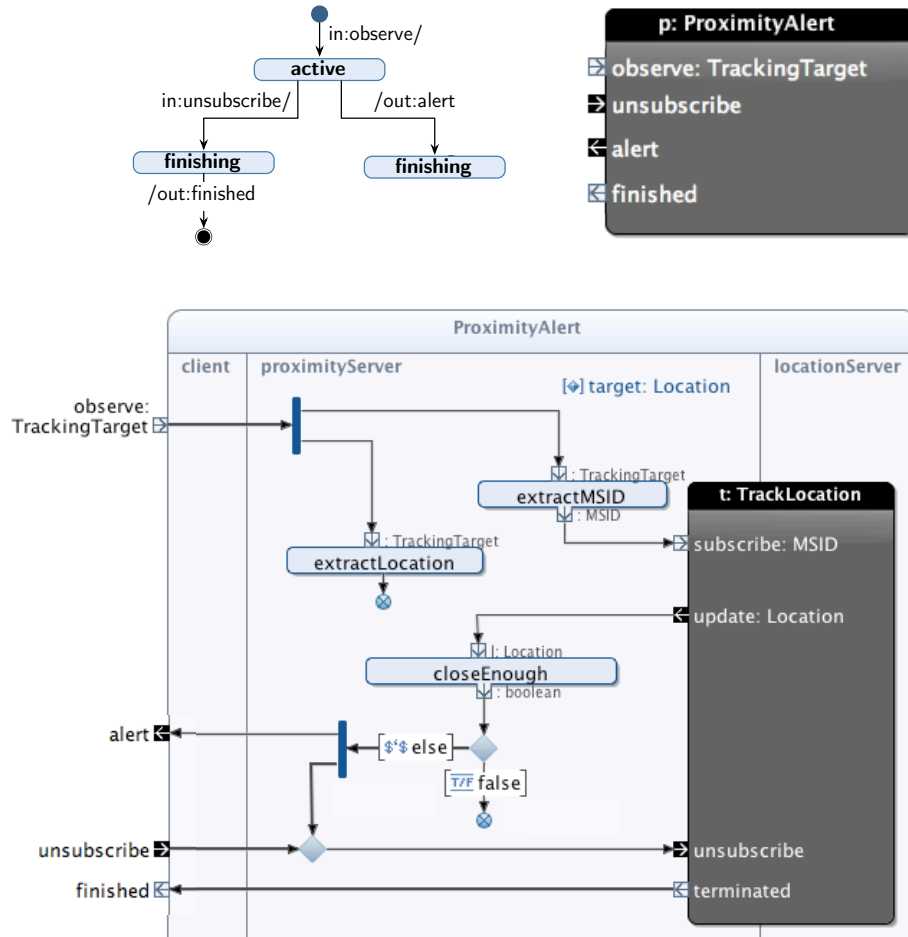 in:observe/
active
in:unsubscribe/
/out:alert
finishing
finishing
/out:finished
p: ProximityAlert
observe: TrackingTarget
unsubscribe
alert
finished
ProximityAlert
client
proximityServer
locationServer
target: Location
observe:
TrackingTarget
: TrackingTarget
extractMSID
: MSID
t: TrackLocation
subscribe: MSID
: TrackingTarget
extractLocation
update: Location
l: Location
closeEnough
: boolean
alert
[$'$ else]
[T/F false]
unsubscribe
unsubscribe
finished
terminated